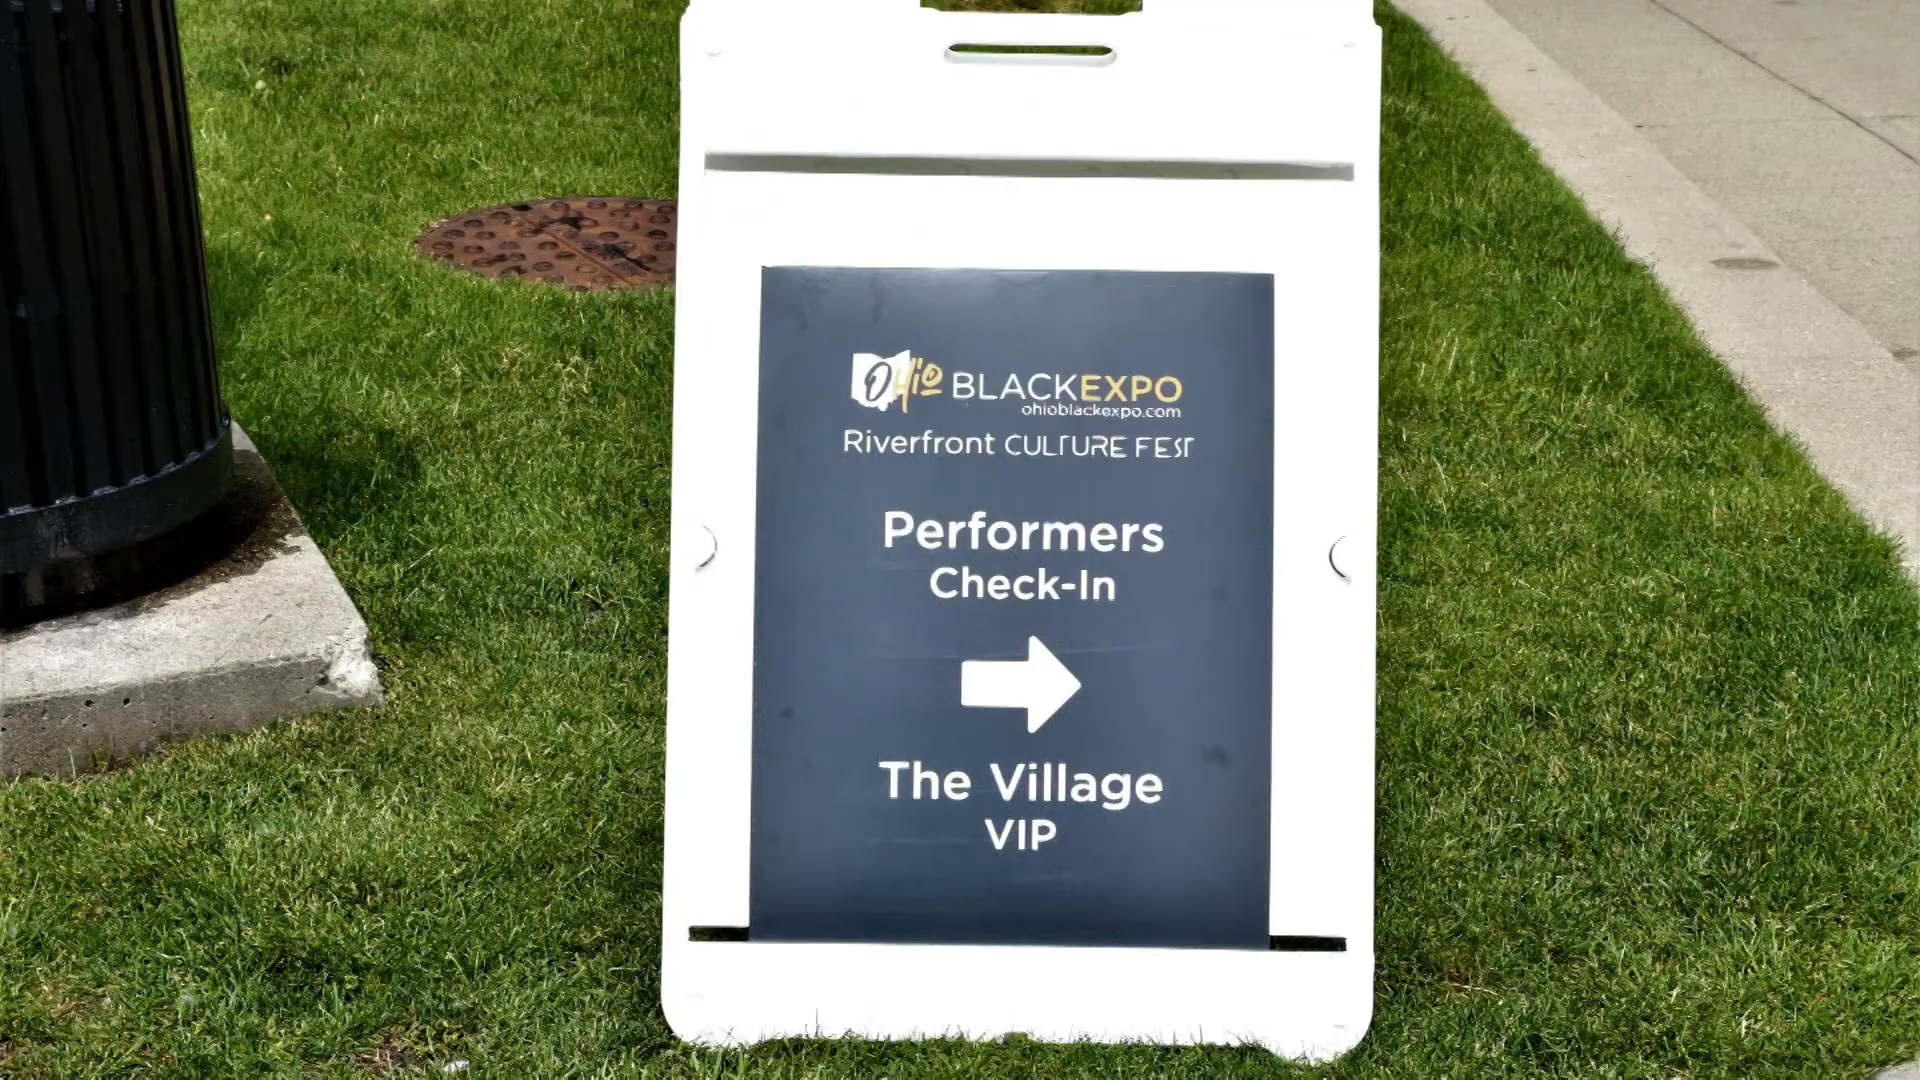 Ohio BLACKEXPO
ohioblackexpo.com
Riverfront CULTURE FEST
Performers
Check-In
The Village
VIP